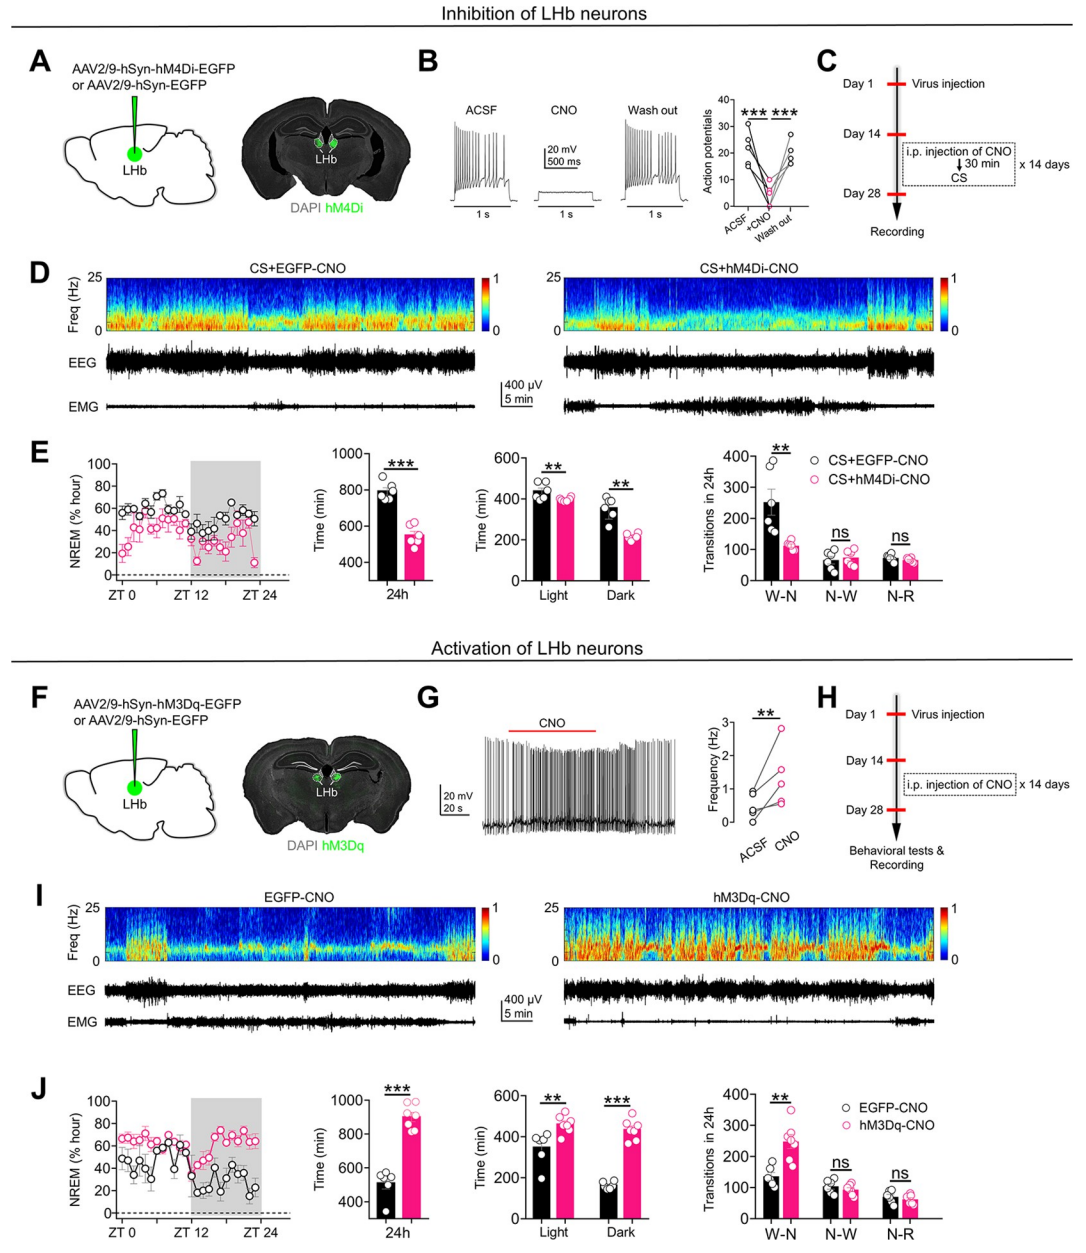 Inhibition of LHb neurons
A
AAV2/9-hSyn-hM4Di-EGFP
or AAV2/9-hSyn-EGFP
LHb
LHb
DAPI hM4Di
B
ACSF
CNO
Wash out
20 mV
500 ms
1 s
1 s
1 s
Action potentials
40
30
20
10
0
*** ***
ACSF
+CNO
Wash out
C
Day 1
Virus injection
Day 14
i.p. injection of CNO
30 min
CS
x 14 days
Day 28
Recording
D
CS+EGFP-CNO
CS+hM4Di-CNO
Freq (Hz)
25
0
1
0
1
0
EEG
EMG
400 µV
5 min
E
NREM (% hour)
100
80
60
40
20
0
ZT 0
ZT 12
ZT 24
Time (min)
1000
800
600
400
***
24h
Time (min)
600
400
200
0
**
**
Light
Dark
Transitions in 24h
400
300
200
100
0
**
ns
ns
W-N
N-W
N-R
CS+EGFP-CNO
CS+hM4Di-CNO
Activation of LHb neurons
F
AAV2/9-hSyn-hM3Dq-EGFP
or AAV2/9-hSyn-EGFP
LHb
LHb
DAPI hM3Dq
G
CNO
20 mV
20 s
Frequency (Hz)
3
2
1
0
**
ACSF
CNO
H
Day 1
Virus injection
Day 14
i.p. injection of CNO
x 14 days
Day 28
Behavioral tests &
Recording
I
EGFP-CNO
hM3Dq-CNO
Freq (Hz)
25
0
1
0
1
0
EEG
EMG
400 µV
5 min
J
NREM (% hour)
100
80
60
40
20
0
ZT 0
ZT 12
ZT 24
Time (min)
1000
800
600
400
***
24h
Time (min)
600
400
200
0
**
***
Light
Dark
Transitions in 24h
400
300
200
100
0
**
ns
ns
W-N
N-W
N-R
EGFP-CNO
hM3Dq-CNO